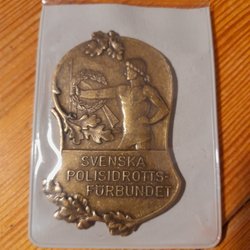 SVENSKA
POLISIDROTTS-
FÖRBUNDET